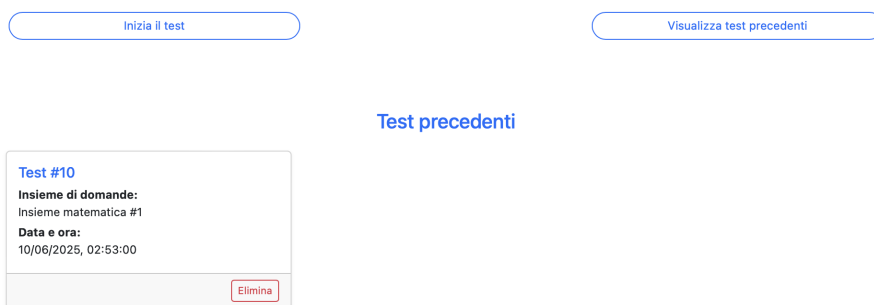 Inizia il test
Visualizza test precedenti
Test precedenti
Test #10
Insieme di domande:
Insieme matematica #1
Data e ora:
10/06/2025, 02:53:00
Elimina